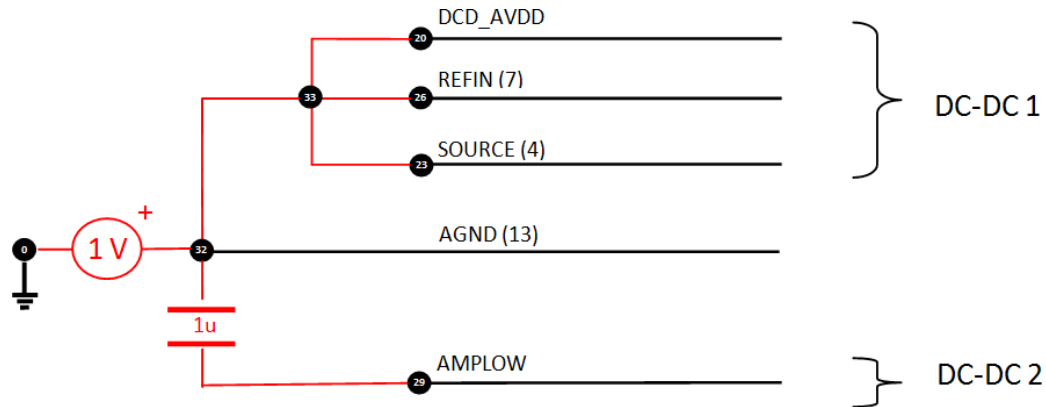 DCD_AVDD
20
REFIN (7)
33
26
DC-DC 1
SOURCE (4)
23
+
0
1 V
32
AGND (13)
1u
AMPLOW
29
DC-DC 2